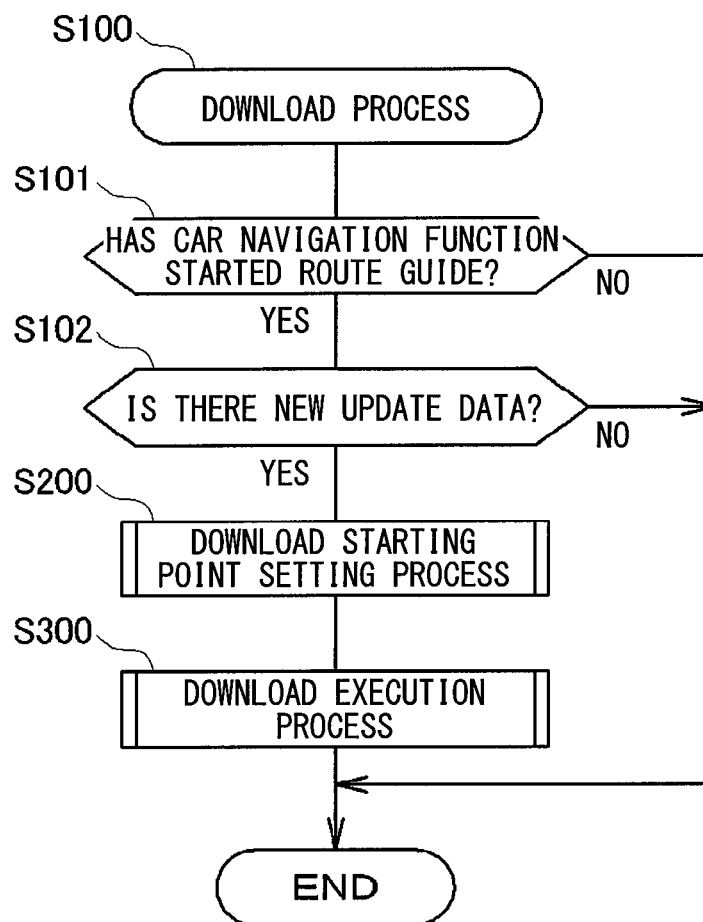 S100
DOWNLOAD PROCESS
S101
HAS CAR NAVIGATION FUNCTION
STARTED ROUTE GUIDE?
NO
YES
S102
IS THERE NEW UPDATE DATA?
NO
YES
S200
DOWNLOAD STARTING
POINT SETTING PROCESS
S300
DOWNLOAD EXECUTION
PROCESS
END